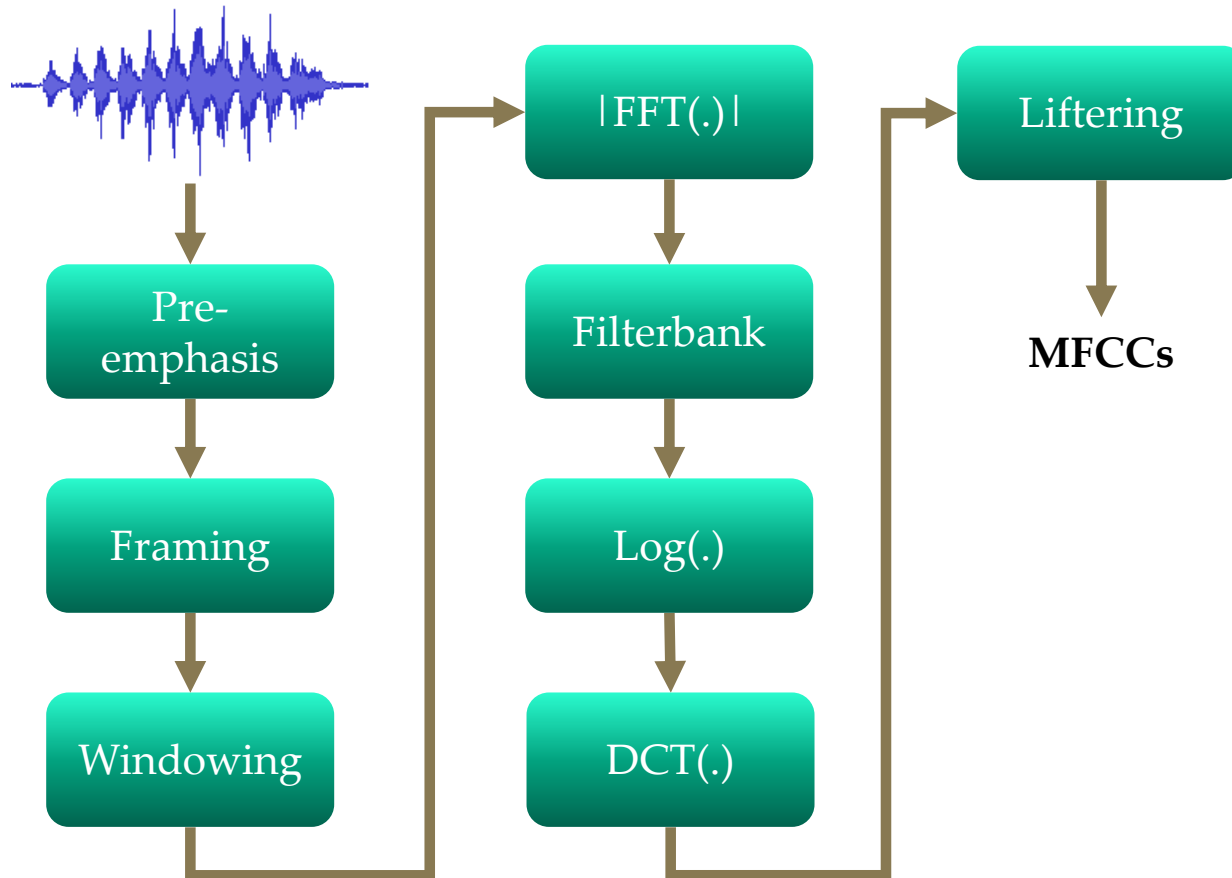 Pre-
emphasis
Framing
Windowing
|FFT(.)|
Filterbank
Log(.)
DCT(.)
Liftering
MFCCs